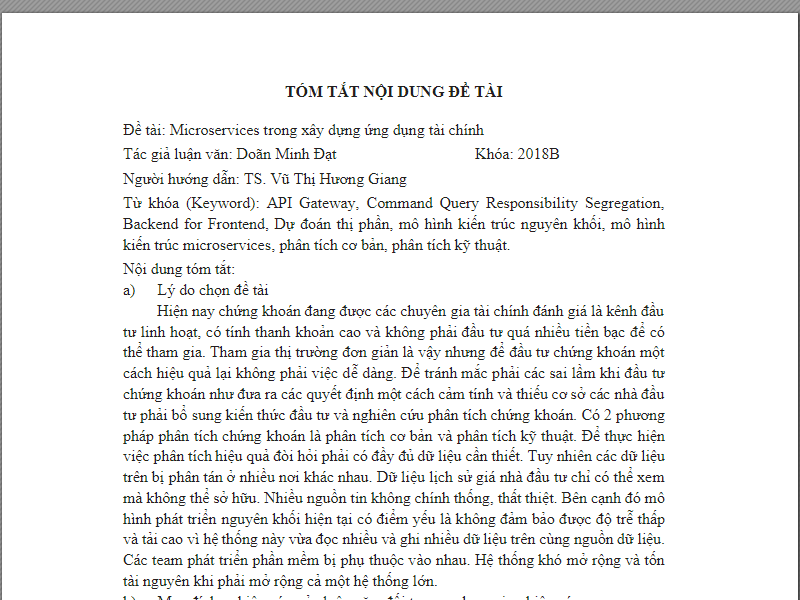 TÓM TẮT NỘI DUNG ĐỀ TÀI
Đề tài: Microservices trong xây dựng ứng dụng tài chính
Tác giả luận văn: Doãn Minh Đạt Khóa: 2018B
Người hướng dẫn: TS. Vũ Thị Hương Giang
Từ khóa (Keyword): API Gateway, Command Query Responsibility Segregation,
Backend for Frontend, Dự đoán thị phần, mô hình kiến trúc nguyên khối, mô hình
kiến trúc microservices, phân tích cơ bản, phân tích kỹ thuật.
Nội dung tóm tắt:
a) Lý do chọn đề tài
Hiện nay chứng khoán đang được các chuyên gia tài chính đánh giá là kênh đầu
tư linh hoạt, có tính thanh khoản cao và không phải đầu tư quá nhiều tiền bạc để có
thể tham gia. Tham gia thị trường đơn giản là vậy nhưng để đầu tư chứng khoán một
cách hiệu quả lại không phải việc dễ dàng. Để tránh mắc phải các sai lầm khi đầu tư
chứng khoán như đưa ra các quyết định một cách cảm tính và thiếu cơ sở các nhà đầu
tư phải bổ sung kiến thức đầu tư và nghiên cứu phân tích chứng khoán. Có 2 phương
pháp phân tích chứng khoán là phân tích cơ bản và phân tích kỹ thuật. Để thực hiện
việc phân tích hiệu quả đòi hỏi phải có đầy đủ dữ liệu cần thiết. Tuy nhiên các dữ liệu
trên bị phân tán ở nhiều nơi khác nhau. Dữ liệu lịch sử giá nhà đầu tư chỉ có thể xem
mà không thể sở hữu. Nhiều nguồn tin không chính thống, thất thiệt. Bên cạnh đó mô
hình phát triển nguyên khối hiện tại có điểm yếu là không đảm bảo được độ trễ thấp
và tải cao vì hệ thống này vừa đọc nhiều và ghi nhiều dữ liệu trên cùng nguồn dữ liệu.
Các team phát triển phần mềm bị phụ thuộc vào nhau. Hệ thống khó mở rộng và tốn
tài nguyên khi phải mở rộng cả một hệ thống lớn.